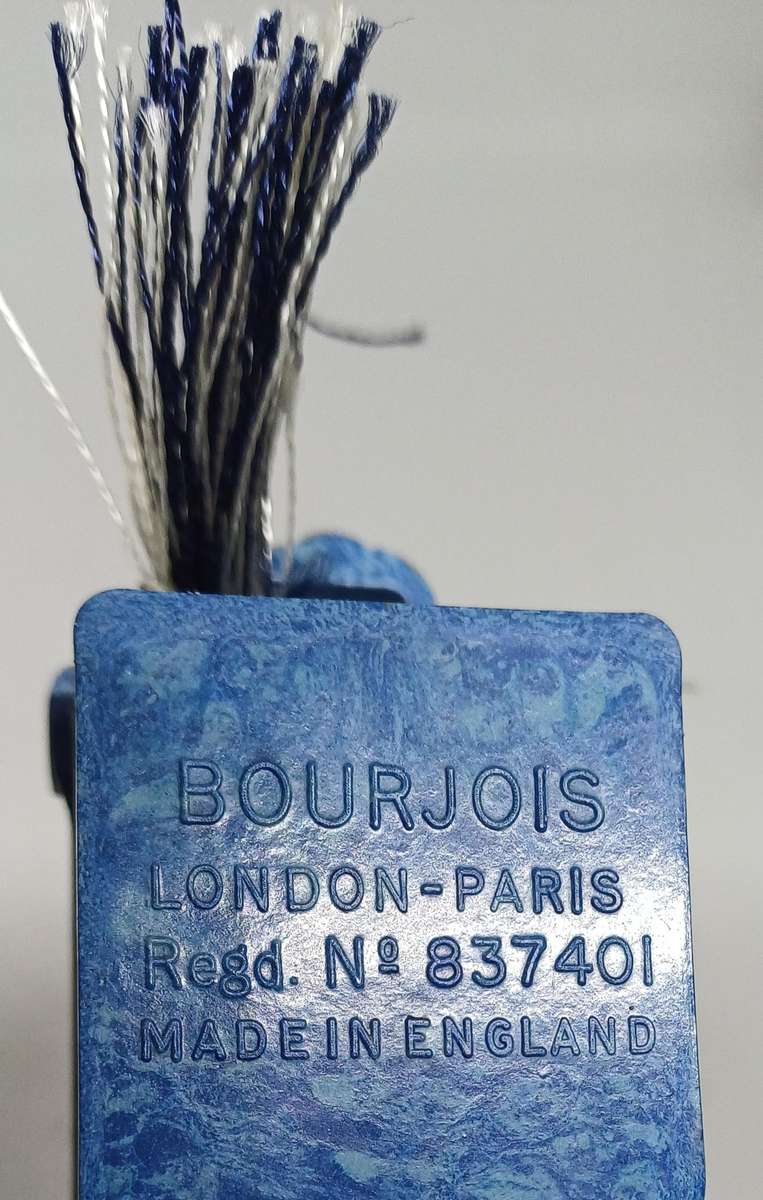 BOURJOIS
LONDON-PARIS
Regd. Nº 837401
MADE IN ENGLAND